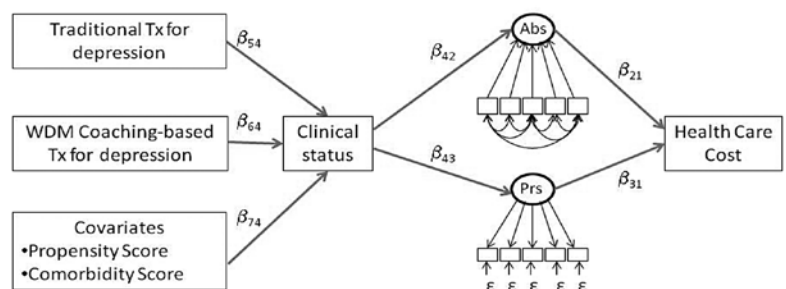 Traditional Tx for
depression
β54
WDM Coaching-based
Tx for depression
β64
Covariates
•Propensity Score
•Comorbidity Score
β74
Clinical
status
β42
β43
Abs
Prs
ε ε ε ε ε
β21
β31
Health Care
Cost